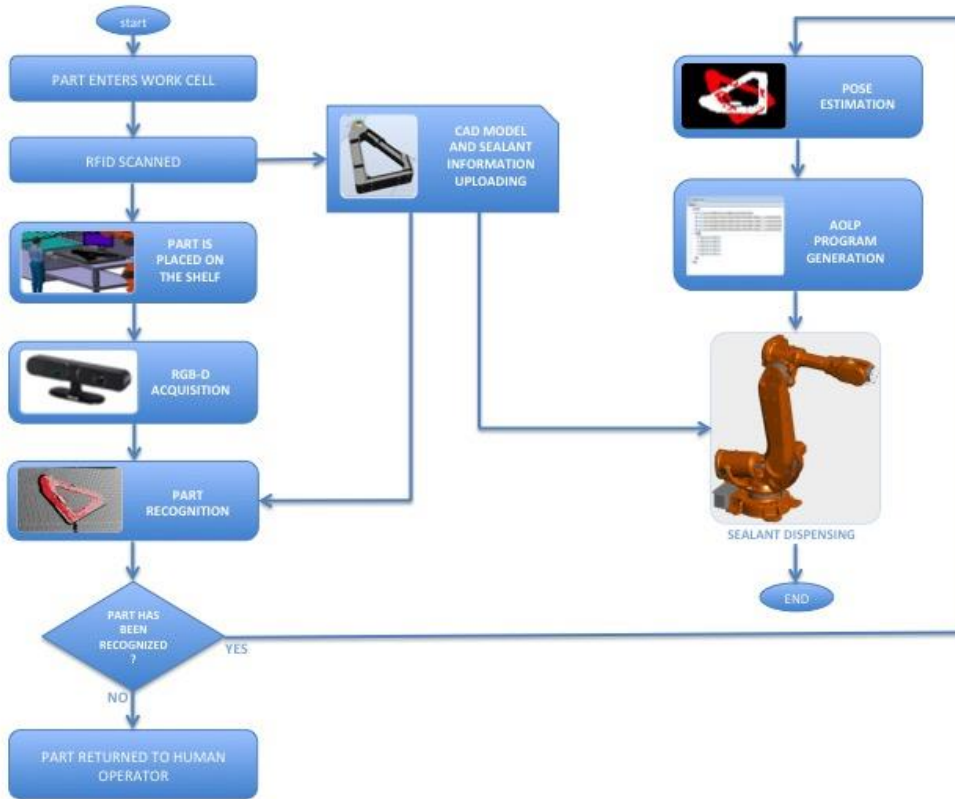 start
PART ENTERS WORK CELL
RFID SCANNED
CAD MODEL
AND SEALANT
INFORMATION
UPLOADING
PART IS
PLACED ON
THE SHELF
RGB-D
ACQUISITION
PART
RECOGNITION
PART HAS
BEEN
RECOGNIZED
?
YES
NO
PART RETURNED TO HUMAN
OPERATOR
POSE
ESTIMATION
AOLP
PROGRAM
GENERATION
SEALANT DISPENSING
END